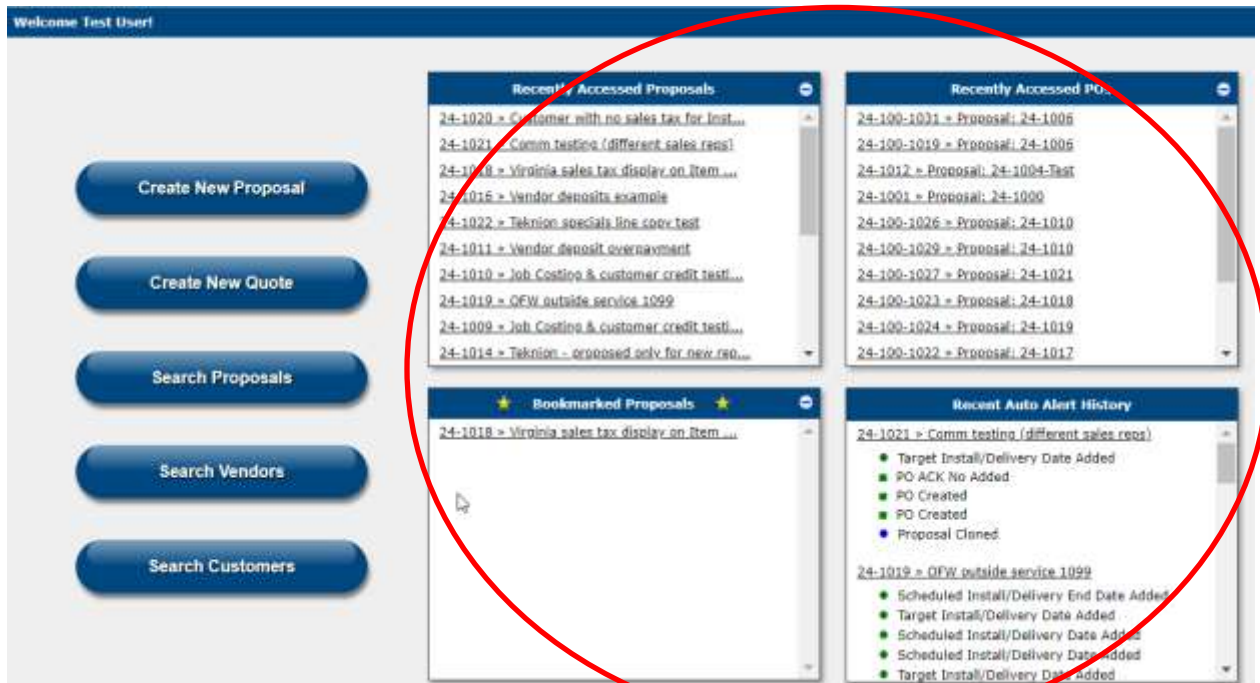 Welcome Test User!
Create New Proposal
Create New Quote
Search Proposals
Search Vendors
Search Customers
Recently Accessed Proposals
24-1020 » Customer with no sales tax for Inst...
24-1021 » Comm testing (different sales reps)
24-1018 » Virginia sales tax display on Item ...
24-1016 » Vendor deposits example
24-1022 » Teknion specials line copy test
24-1011 » Vendor deposit overpayment
24-1010 » Job Costing & customer credit testi...
24-1019 » OFW outside service 1099
24-1009 » Job Costing & customer credit testi...
24-1014 » Teknion - proposed only for new rep...
Recently Accessed POs
24-100-1031 » Proposal: 24-1006
24-100-1019 » Proposal: 24-1006
24-1012 » Proposal: 24-1004-Test
24-1001 » Proposal: 24-1000
24-100-1026 » Proposal: 24-1010
24-100-1029 » Proposal: 24-1010
24-100-1027 » Proposal: 24-1021
24-100-1023 » Proposal: 24-1018
24-100-1024 » Proposal: 24-1019
24-100-1022 » Proposal: 24-1017
Bookmarked Proposals
24-1018 » Virginia sales tax display on Item ...
Recent Auto Alert History
24-1021 » Comm testing (different sales reps)
Target Install/Delivery Date Added
PO ACK No Added
PO Created
PO Created
Proposal Cloned
24-1019 » OFW outside service 1099
Scheduled Install/Delivery End Date Added
Target Install/Delivery Date Added
Scheduled Install/Delivery Date Added
Scheduled Install/Delivery Date Added
Target Install/Delivery Date Added